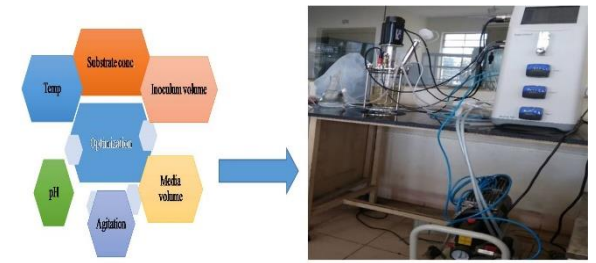 Substrate conc
Temp
Inoculum volume
Optimization
Media
volume
pH
Agitation